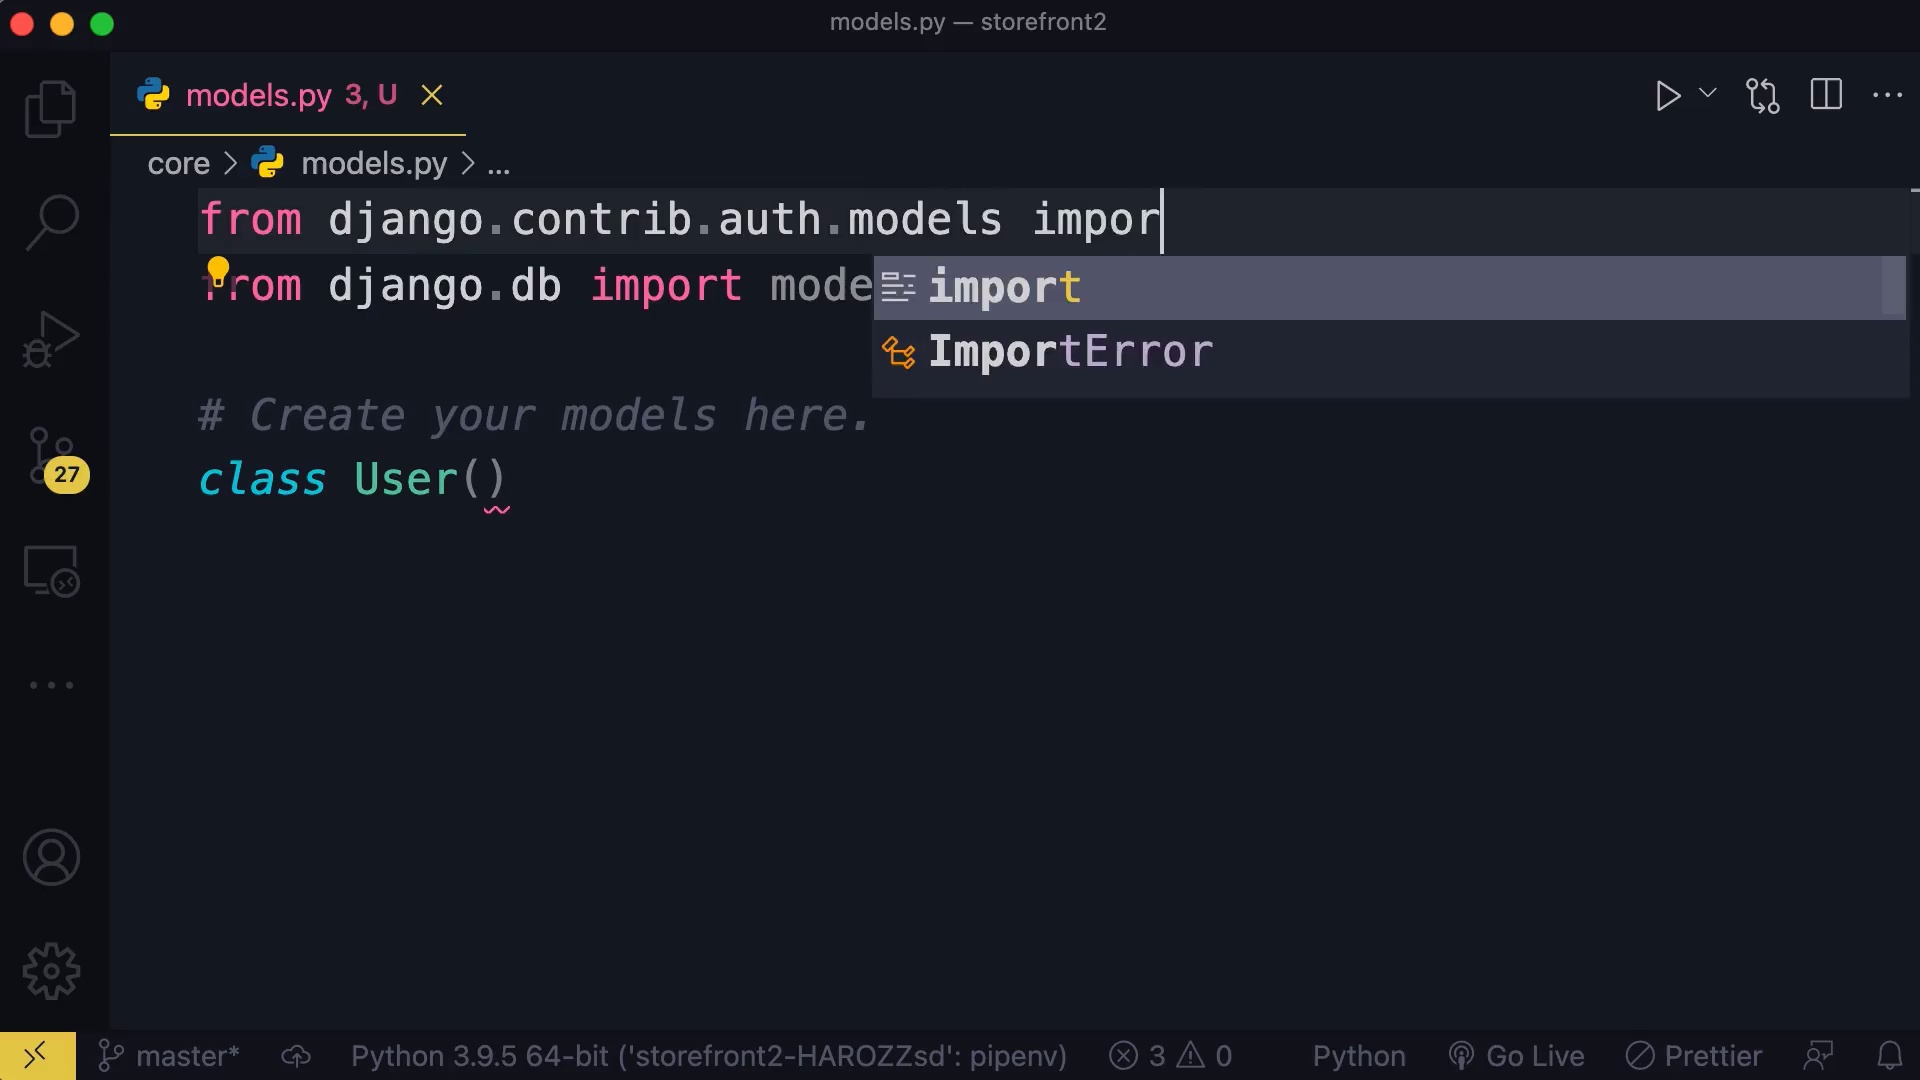 models.py — storefront2
models.py 3, U
core > models.py > ...
from django.contrib.auth.models impor
from django.db import mode
import
ImportError
# Create your models here.
class User()
27
master*
Python 3.9.5 64-bit ('storefront2-HAROZZsd': pipenv)
3
0
Python
Go Live
Prettier